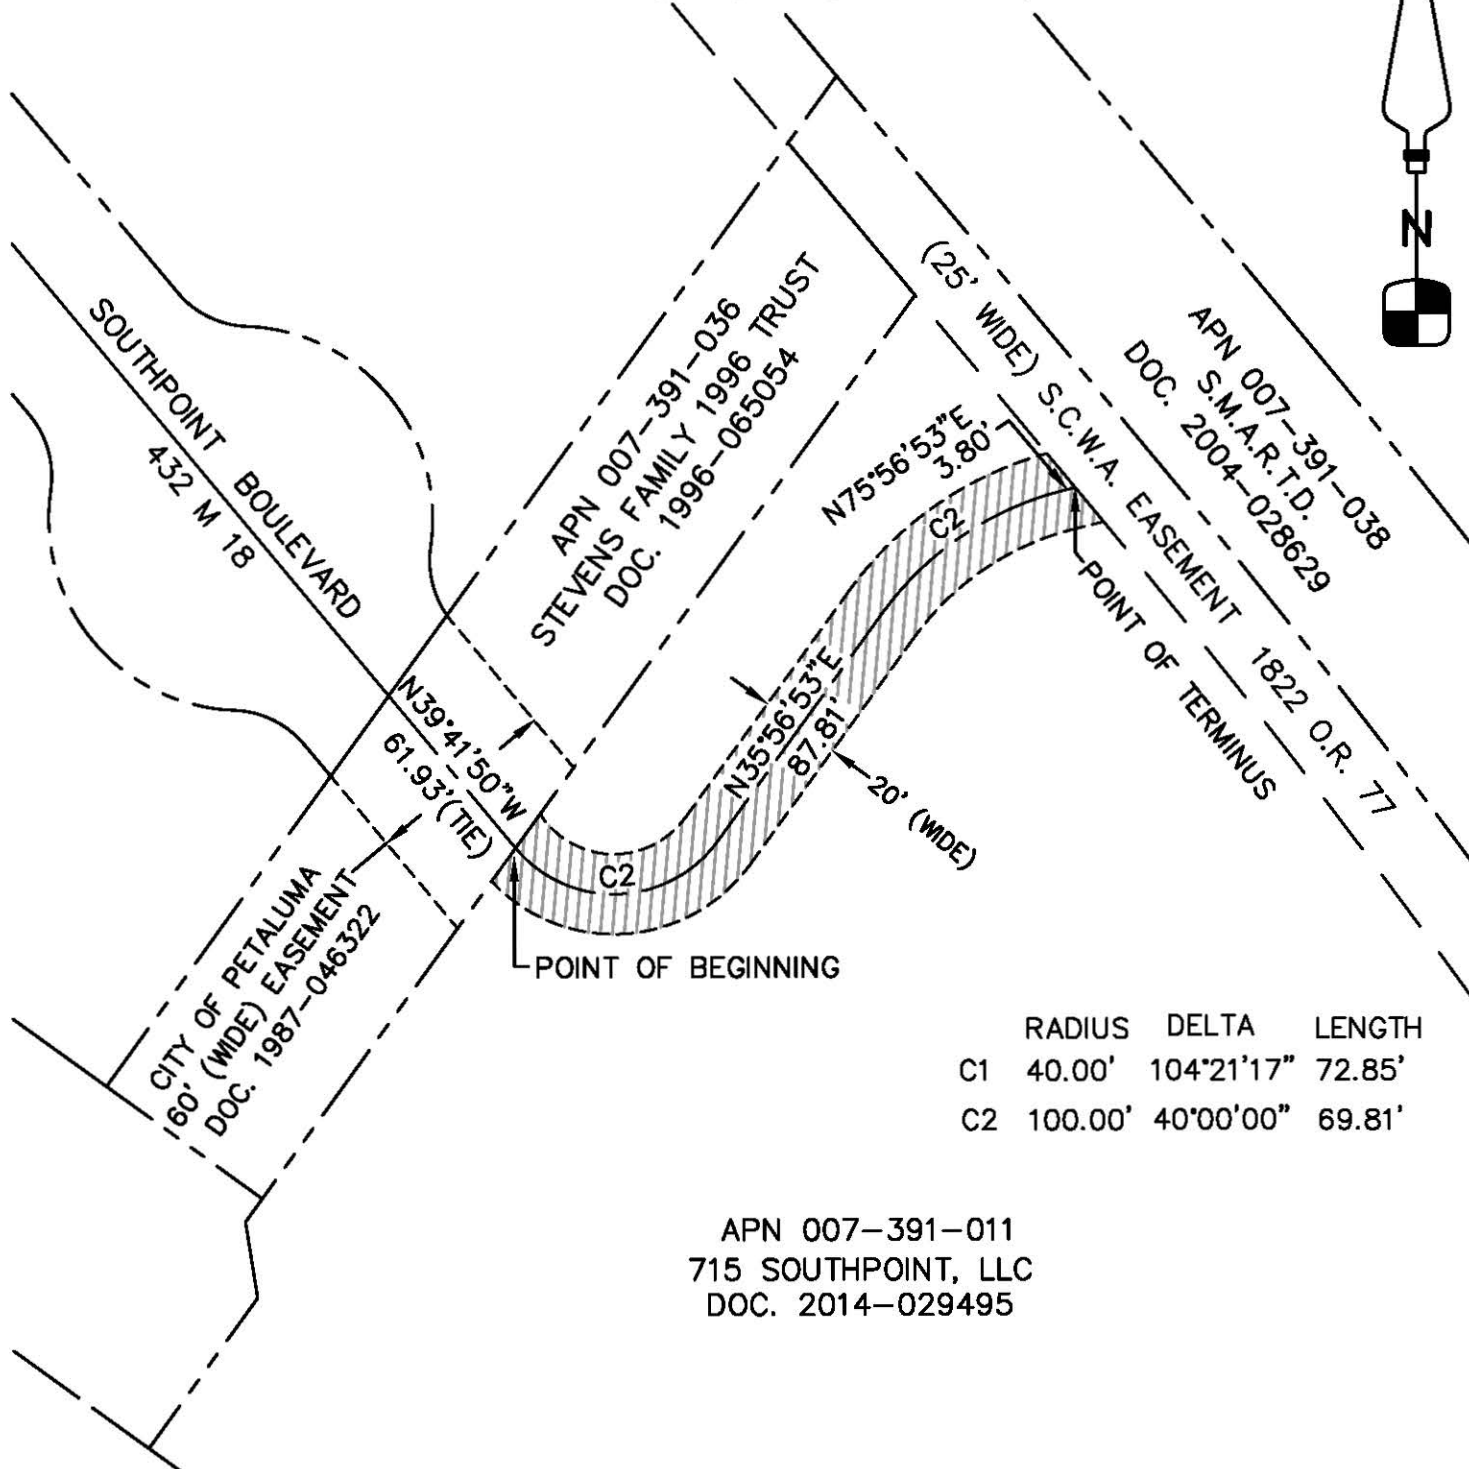 N
SOUTHPOINT BOULEVARD
432 M 18
APN 007-391-036
STEVENS FAMILY 1996 TRUST
DOC. 1996-065054
(25' WIDE) S.C.W.A. EASEMENT 1822 O.R. 77
APN 007-391-038
S.M.A.R.T.D.
DOC. 2004-028629
N75°56'53"E
3.80'
C2
POINT OF TERMINUS
N35°56'53"E
87.81'
20' (WIDE)
N39°41'50"W
61.93'(TIE)
C2
POINT OF BEGINNING
CITY OF PETALUMA
60' (WIDE) EASEMENT
DOC. 1987-046322
RADIUS DELTA LENGTH
C1 40.00' 104°21'17" 72.85'
C2 100.00' 40°00'00" 69.81'
APN 007-391-011
715 SOUTHPOINT, LLC
DOC. 2014-029495